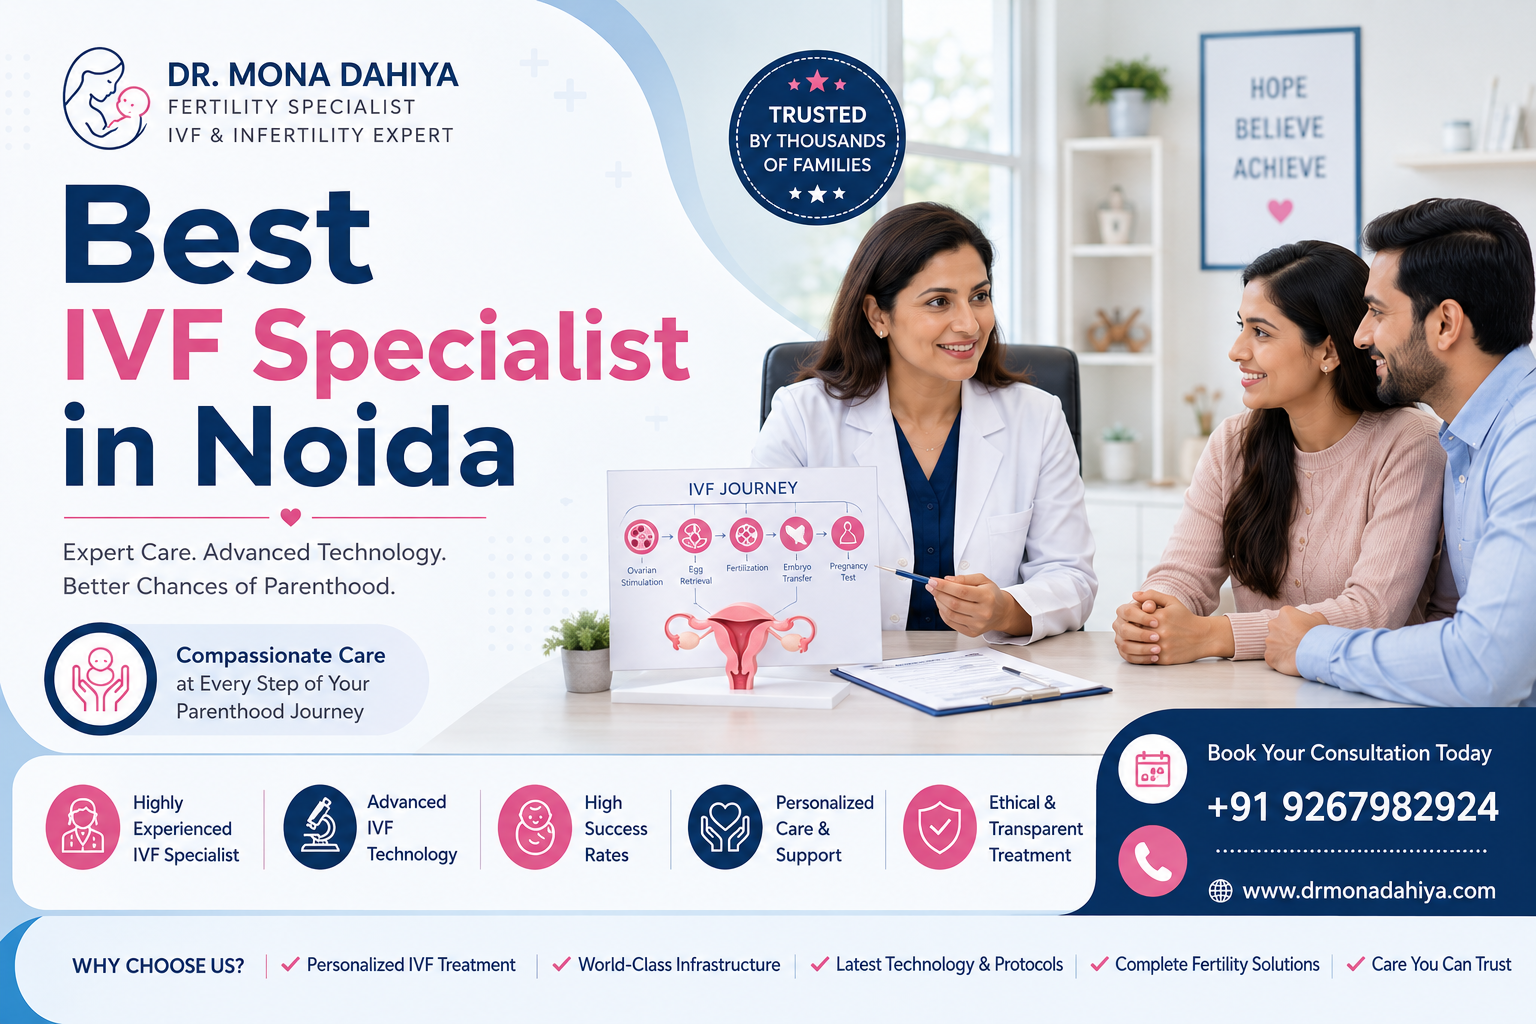 DR. MONA DAHIYA
FERTILITY SPECIALIST
IVF & INFERTILITY EXPERT
Best
IVF Specialist
in Noida
Expert Care. Advanced Technology.
Better Chances of Parenthood.
Compassionate Care
at Every Step of Your
Parenthood Journey
TRUSTED
BY THOUSANDS
OF FAMILIES
HOPE
BELIEVE
ACHIEVE
IVF JOURNEY
Ovarian
Stimulation
Egg
Retrieval
Fertilization
Embryo
Transfer
Pregnancy
Test
Highly
Experienced
IVF Specialist
Advanced
IVF
Technology
High
Success
Rates
Personalized
Care &
Support
Ethical &
Transparent
Treatment
Book Your Consultation Today
+91 9267982924
www.drmonadahiya.com
WHY CHOOSE US?
Personalized IVF Treatment
World-Class Infrastructure
Latest Technology & Protocols
Complete Fertility Solutions
Care You Can Trust